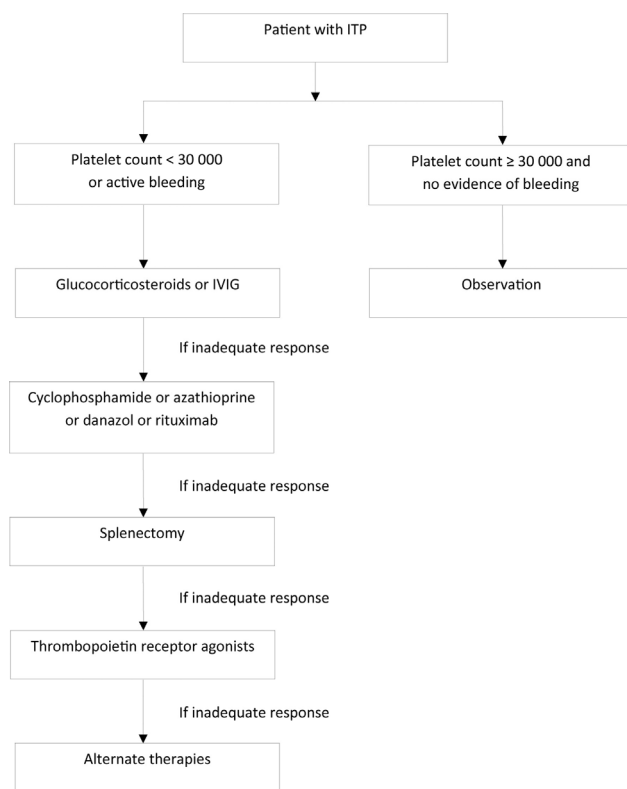 Patient with ITP
Platelet count < 30 000
or active bleeding
Platelet count ≥ 30 000 and
no evidence of bleeding
Glucocorticosteroids or IVIG
Observation
If inadequate response
Cyclophosphamide or azathioprine
or danazol or rituximab
If inadequate response
Splenectomy
If inadequate response
Thrombopoietin receptor agonists
If inadequate response
Alternate therapies